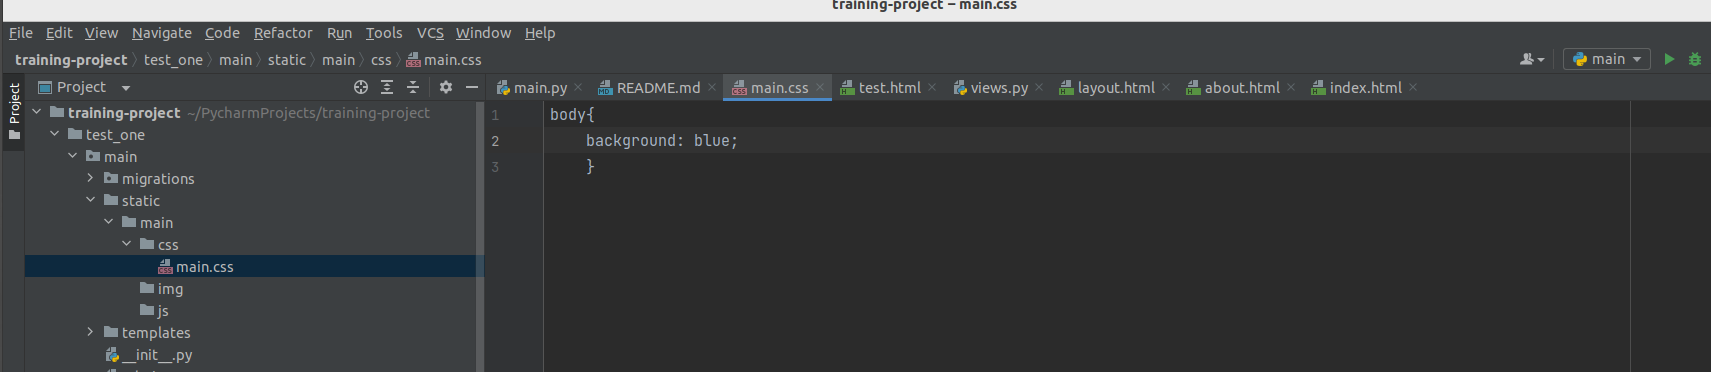 training-project – main.css
File Edit View Navigate Code Refactor Run Tools VCS Window Help
training-project test_one main static main css main.css main
Project
Project main.py README.md main.css test.html views.py layout.html about.html index.html
training-project ~/PycharmProjects/training-project
test_one
main
migrations
static
main
css
main.css
img
js
templates
__init__.py
1 body{
2 background: blue;
3 }